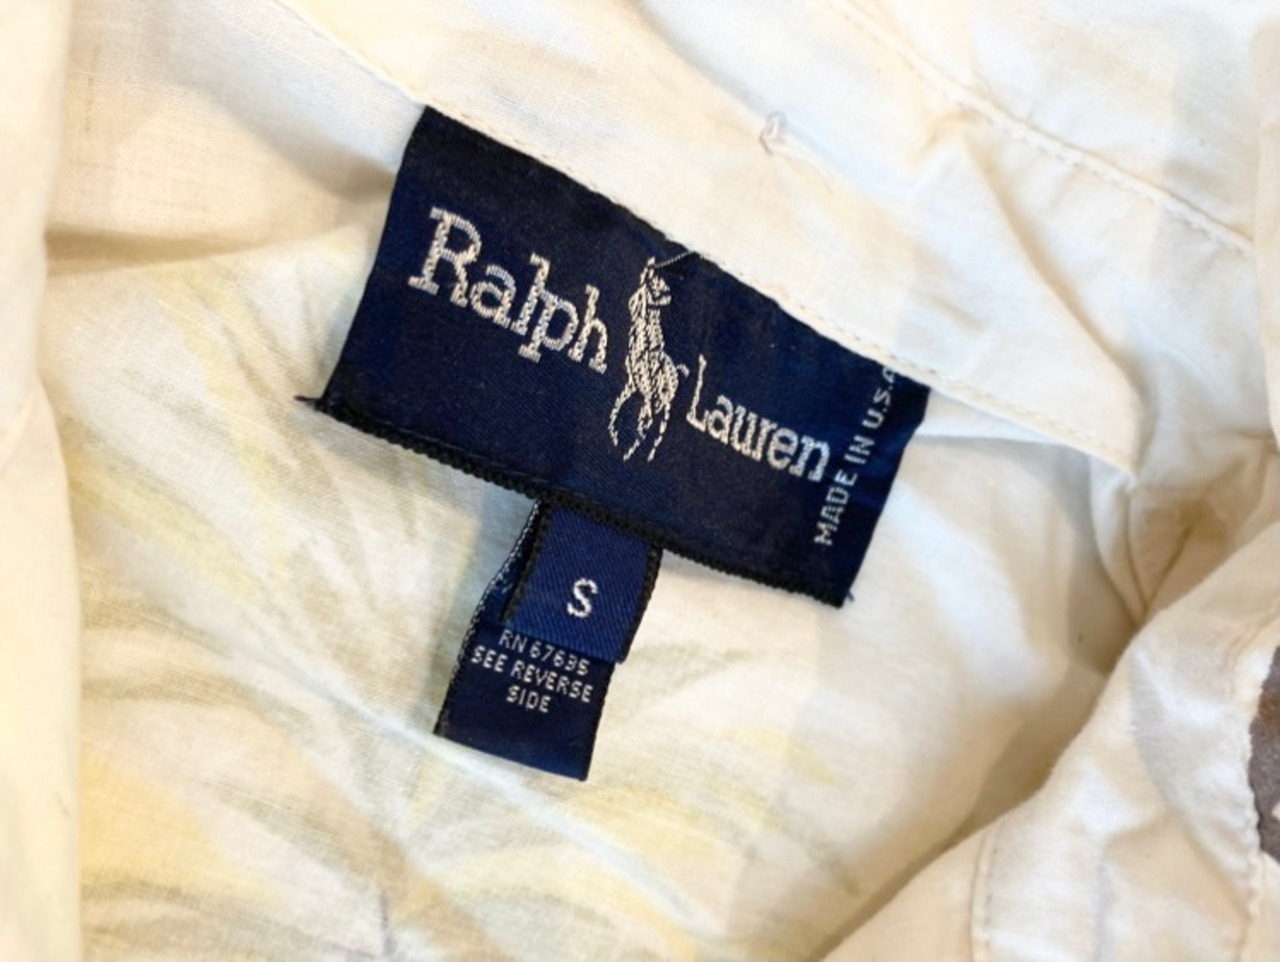 Ralph Lauren
MADE IN U.S.A
S
RN 67635
SEE REVERSE
SIDE